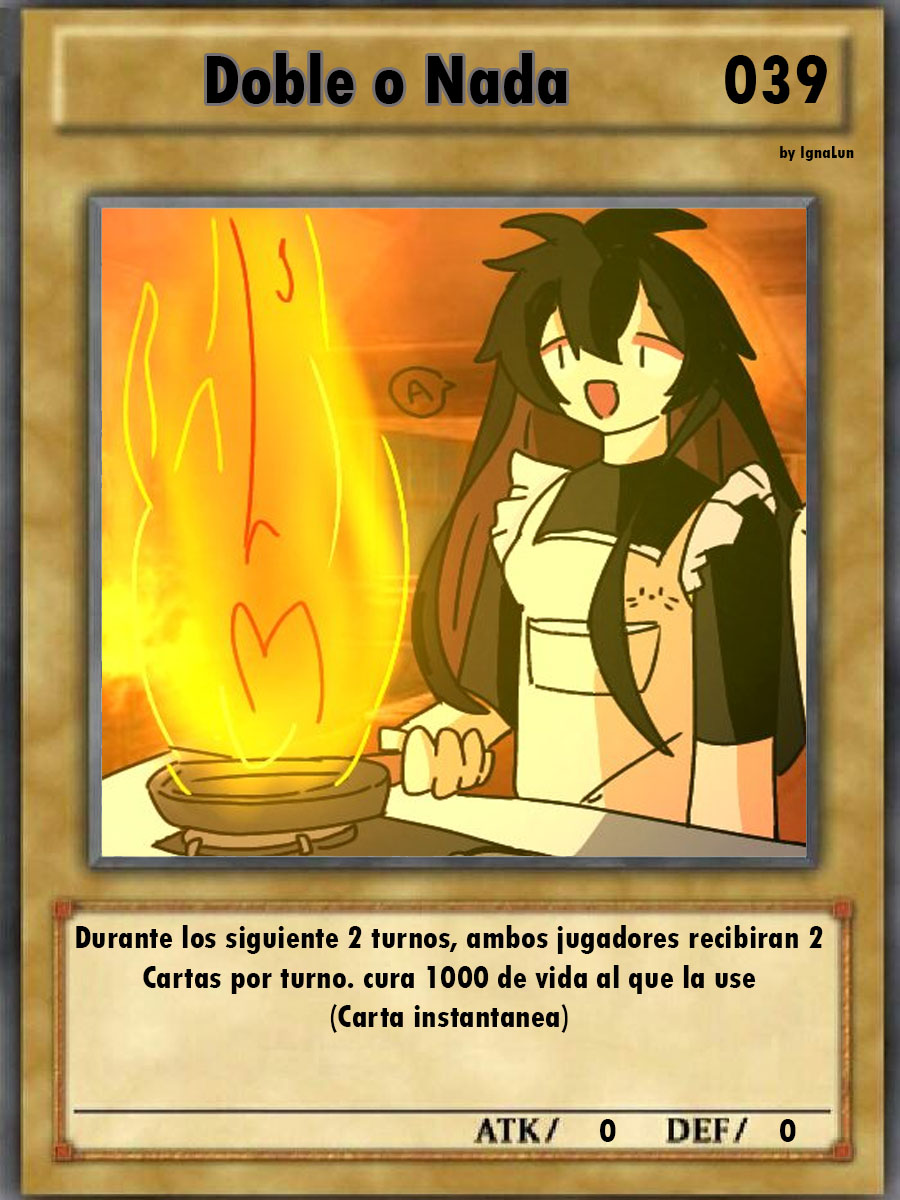 Doble o Nada 039
by IgnaLun
A
Durante los siguiente 2 turnos, ambos jugadores recibiran 2
Cartas por turno. cura 1000 de vida al que la use
(Carta instantanea)
ATK/ 0 DEF/ 0